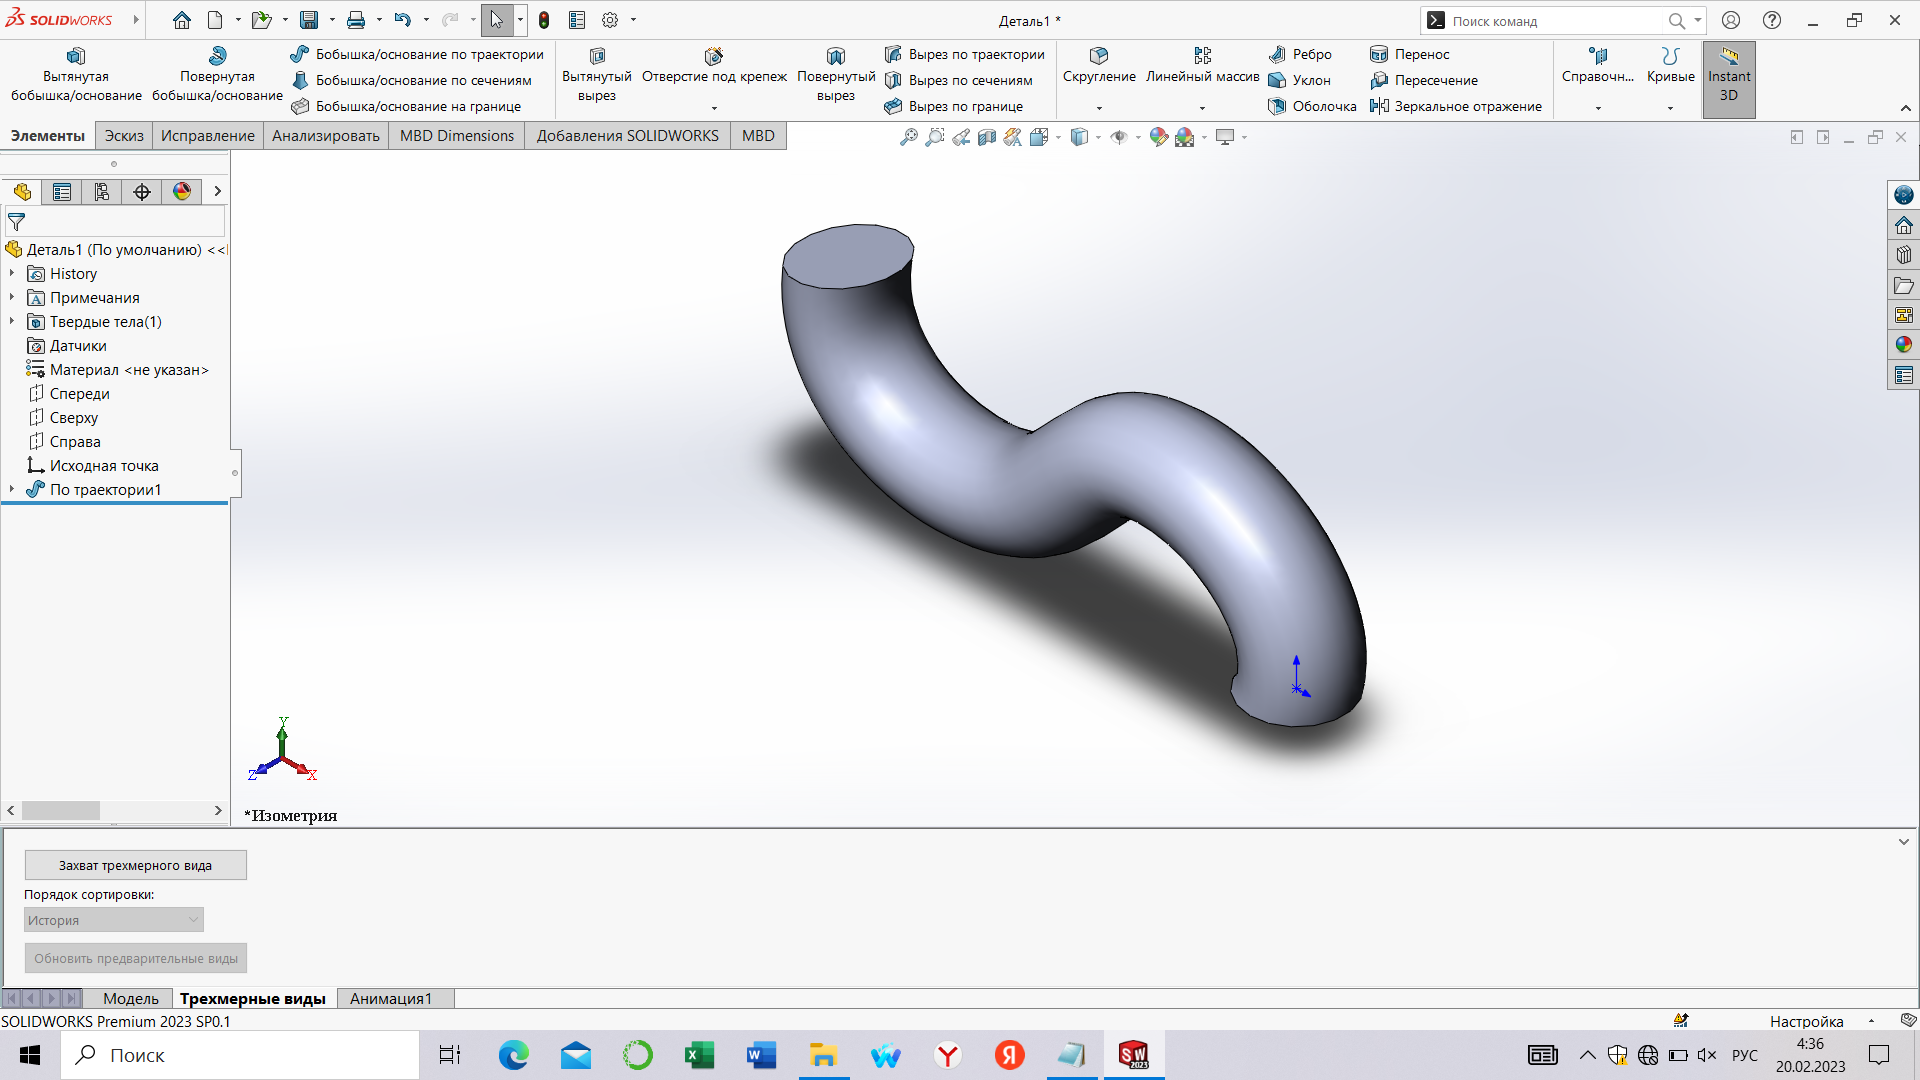 SOLIDWORKS
Деталь1 *
Поиск команд
Вытянутая бобышка/основание
Повернутая бобышка/основание
Бобышка/основание по траектории
Бобышка/основание по сечениям
Бобышка/основание на границе
Вытянутый вырез
Отверстие под крепеж
Повернутый вырез
Вырез по траектории
Вырез по сечениям
Вырез по границе
Скругление
Линейный массив
Ребро
Уклон
Оболочка
Перенос
Пересечение
Зеркальное отражение
Справочн...
Кривые
Instant 3D
Элементы
Эскиз
Исправление
Анализировать
MBD Dimensions
Добавления SOLIDWORKS
MBD
Деталь1 (По умолчанию) <<
History
Примечания
Твердые тела(1)
Датчики
Материал <не указан>
Спереди
Сверху
Справа
Исходная точка
По траектории1
Y
Z
X
*Изометрия
Захват трехмерного вида
Порядок сортировки:
История
Обновить предварительные виды
Модель
Трехмерные виды
Анимация1
SOLIDWORKS Premium 2023 SP0.1
Настройка
Поиск
РУС
4:36
20.02.2023